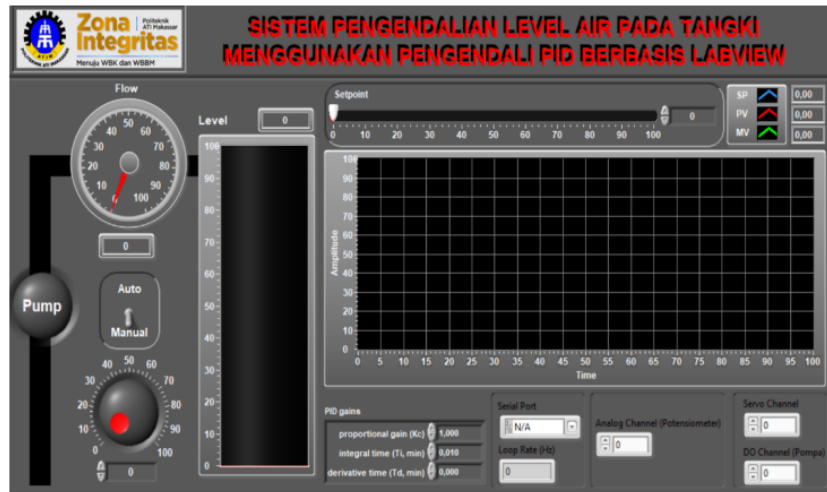 Zona Integritas
Politeknik ATI Makassar
Menuju WBK dan WBBM
SISTEM PENGENDALIAN LEVEL AIR PADA TANGKI
MENGGUNAKAN PENGENDALI PID BERBASIS LABVIEW
Flow
0 10 20 30 40 50 60 70 80 90 100
0
Pump
Auto
Manual
0 10 20 30 40 50 60 70 80 90 100
0
Level
0
100
90
80
70
60
50
40
30
20
10
0
Setpoint
0 10 20 30 40 50 60 70 80 90 100
0
SP 0,00
PV 0,00
MV 0,00
Amplitude
100
90
80
70
60
50
40
30
20
10
0
0 5 10 15 20 25 30 35 40 45 50 55 60 65 70 75 80 85 90 95 100
Time
PID gains
proportional gain (Kc) 1,000
integral time (Ti, min) 0,010
derivative time (Td, min) 0,000
Serial Port
N/A
Loop Rate (Hz)
0
Analog Channel (Potensiometer)
0
Servo Channel
0
DO Channel (Pompa)
0